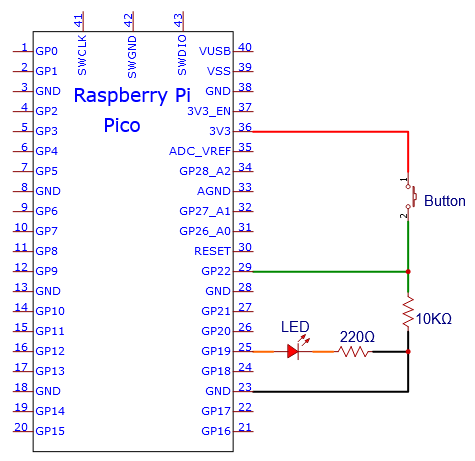 41
42
43
SWCLK
SWGND
SWDIO
1 GP0 VUSB 40
2 GP1 VSS 39
3 GND GND 38
Raspberry Pi
4 GP2 3V3_EN 37
Pico
5 GP3 3V3 36
6 GP4 ADC_VREF 35
7 GP5 GP28_A2 34
1
8 GND AGND 33
Button
9 GP6 GP27_A1 32
2
10 GP7 GP26_A0 31
11 GP8 RESET 30
12 GP9 GP22 29
13 GND GND 28
14 GP10 GP27 27
15 GP11 GP26 26
10KΩ
LED
220Ω
16 GP12 GP19 25
17 GP13 GP18 24
18 GND GND 23
19 GP14 GP17 22
20 GP15 GP16 21